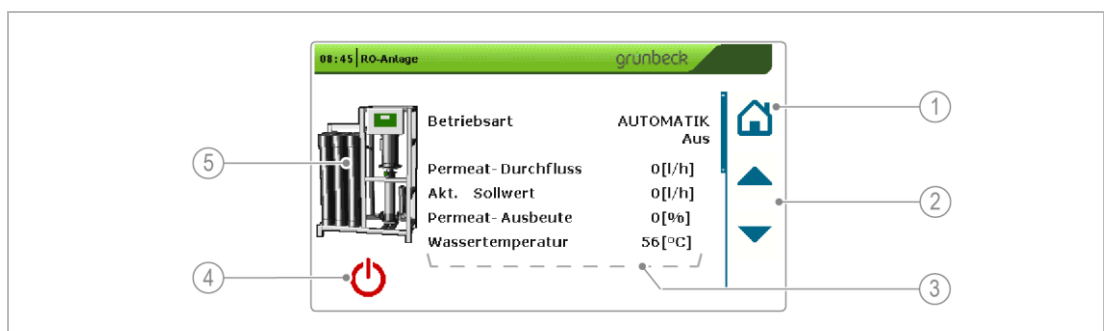 08:45 RO-Anlage grünbeck
Betriebsart AUTOMATIK
Aus
Permeat-Durchfluss 0[l/h]
Akt. Sollwert 0[l/h]
Permeat-Ausbeute 0[%]
Wassertemperatur 56[°C]
1
2
3
4
5